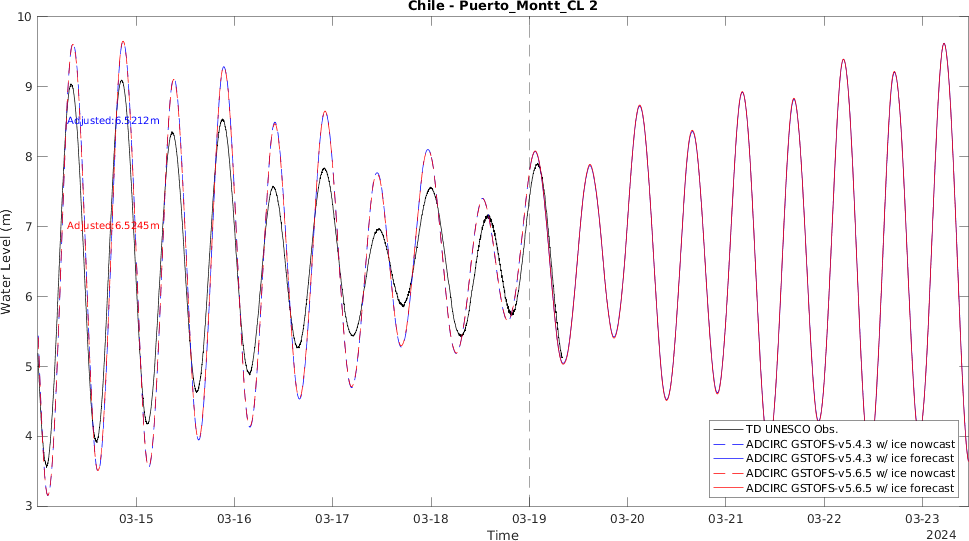 Chile - Puerto_Montt_CL 2
10
9
8
7
6
5
4
3
Water Level (m)
Adjusted:6.5212m
Adjusted:6.5245m
TD UNESCO Obs.
ADCIRC GSTOFS-v5.4.3 w/ ice nowcast
ADCIRC GSTOFS-v5.4.3 w/ ice forecast
ADCIRC GSTOFS-v5.6.5 w/ ice nowcast
ADCIRC GSTOFS-v5.6.5 w/ ice forecast
03-15 03-16 03-17 03-18 03-19 03-20 03-21 03-22 03-23
Time
2024